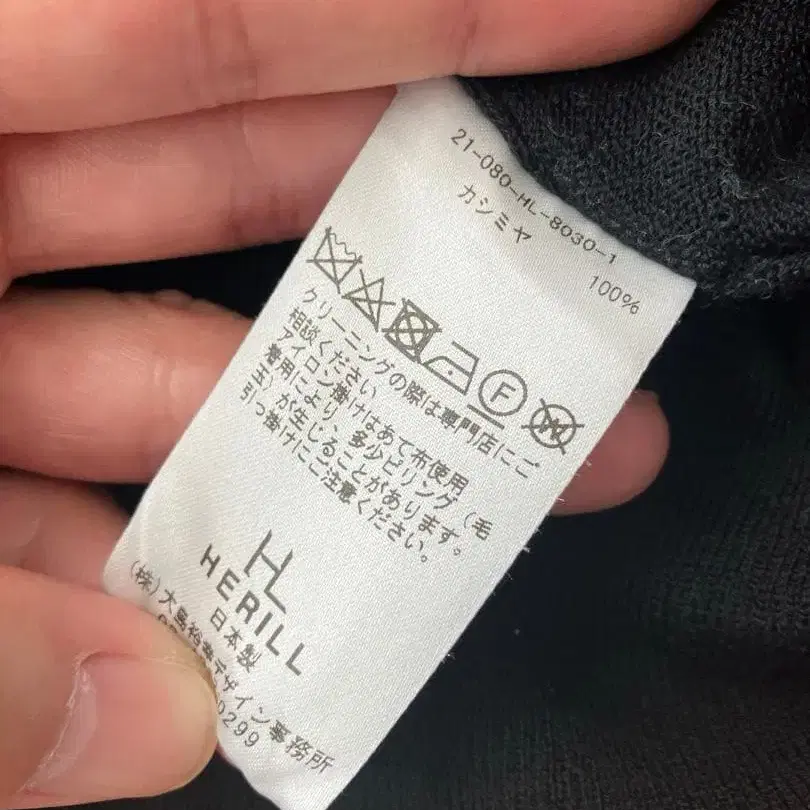 21-080-HL-8030-1
カシミヤ
100%
F
W
クリーニングの際は専門店にご
相談ください
アイロン掛けはあて布使用
着用により、多少ピリング（毛
玉）が生じることがあります。
引っ掛けにご注意ください。
HL
HERILL
日本製
(株)大島裕幸デザイン事務所
0299